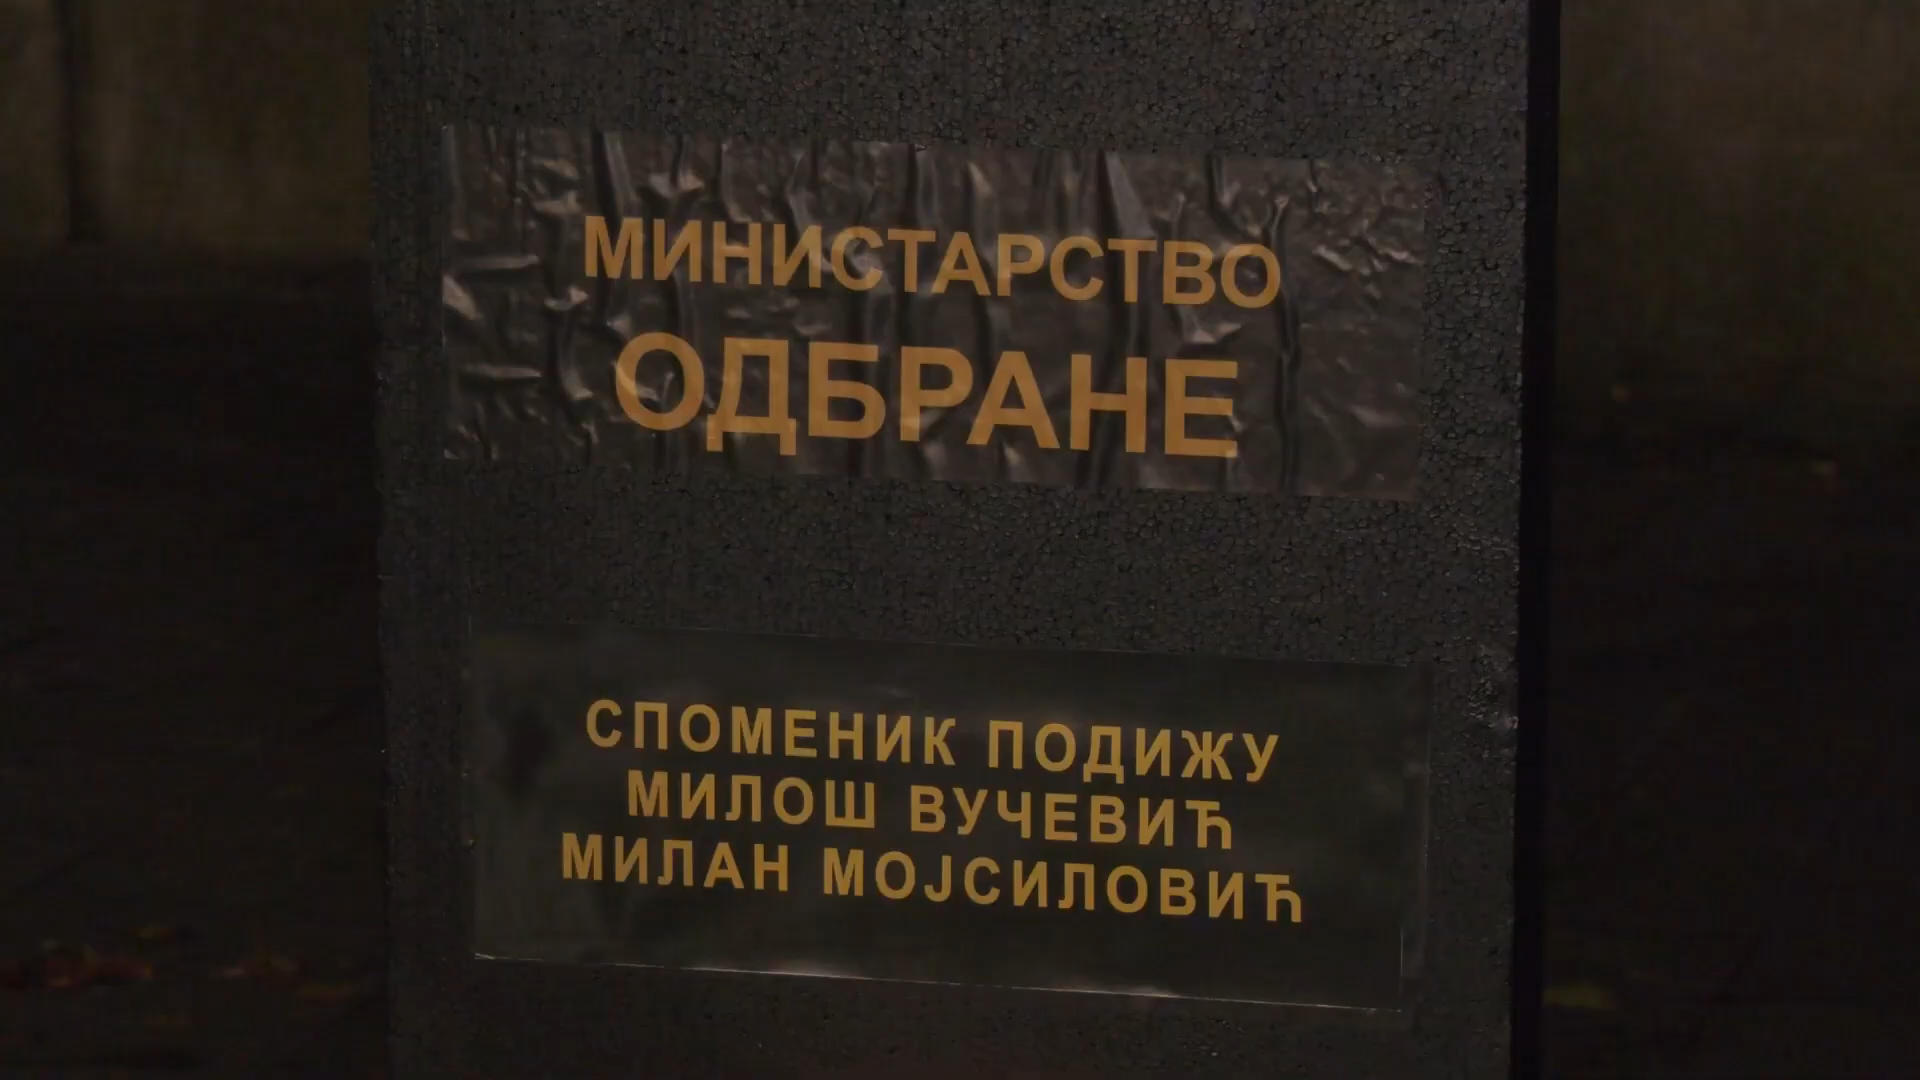 МИНИСТАРСТВО
ОДБРАНЕ
СПОМЕНИК ПОДИЖУ
МИЛОШ ВУЧЕВИЋ
МИЛАН МОЈСИЛОВИЋ